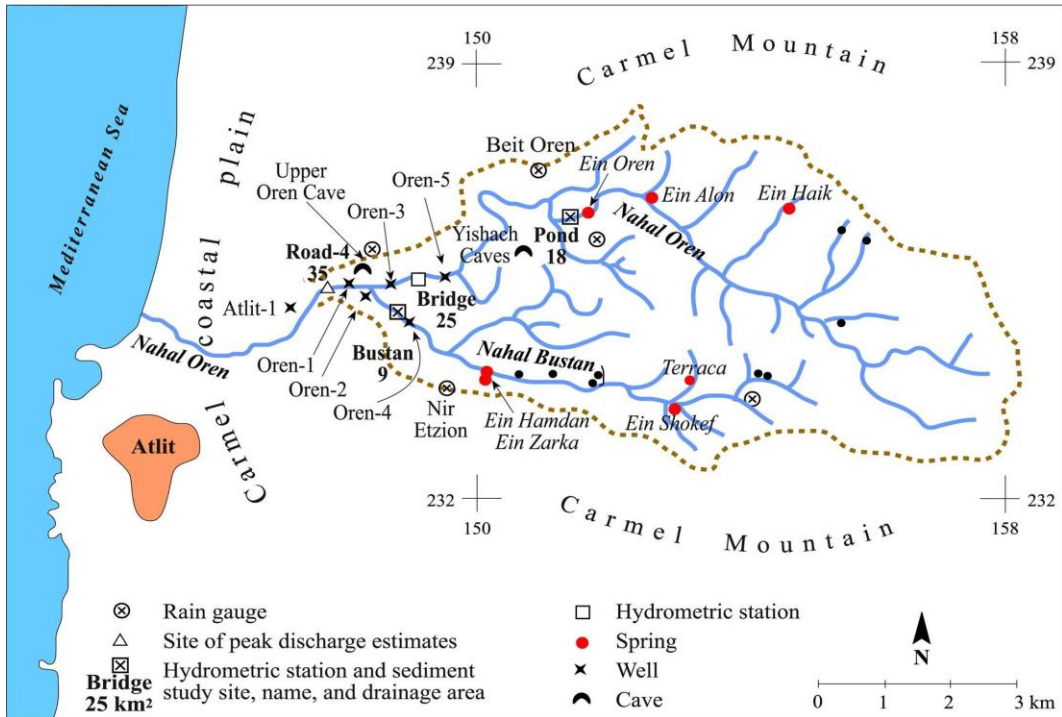 150
158
239
239
Carmel Mountain
Mediterranean Sea
coastal plain
Carmel
Upper
Oren Cave
Beit Oren
Ein Oren
Ein Alon
Ein Haik
Oren-5
Oren-3
Road-4
35
Yishach
Caves
Pond
18
Nahal Oren
Bridge
25
Atlit-1
Nahal Oren
Oren-1
Oren-2
Bustan
9
Oren-4
Nahal Bustan
Terraca
Nir
Etzion
Ein Hamdan
Ein Zarka
Ein Shokef
Atlit
232
232
150
158
Carmel Mountain
Rain gauge
Site of peak discharge estimates
Hydrometric station and sediment
study site, name, and drainage area
Bridge
25 km²
Hydrometric station
Spring
Well
Cave
N
0 1 2 3 km